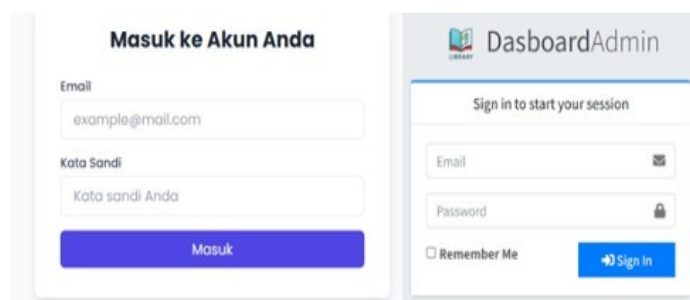 Masuk ke Akun Anda
Email
example@mail.com
Kata Sandi
Kata sandi Anda
Masuk
LIBRARY
DasboardAdmin
Sign in to start your session
Email
Password
Remember Me
Sign In